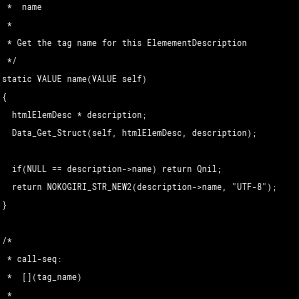 *  name
 *
 * Get the tag name for this ElemementDescription
 */
static VALUE name(VALUE self)
{
  htmlElemDesc * description;
  Data_Get_Struct(self, htmlElemDesc, description);

  if(NULL == description->name) return Qnil;
  return NOKOGIRI_STR_NEW2(description->name, "UTF-8");
}

/*
 * call-seq:
 *  [](tag_name)
 *